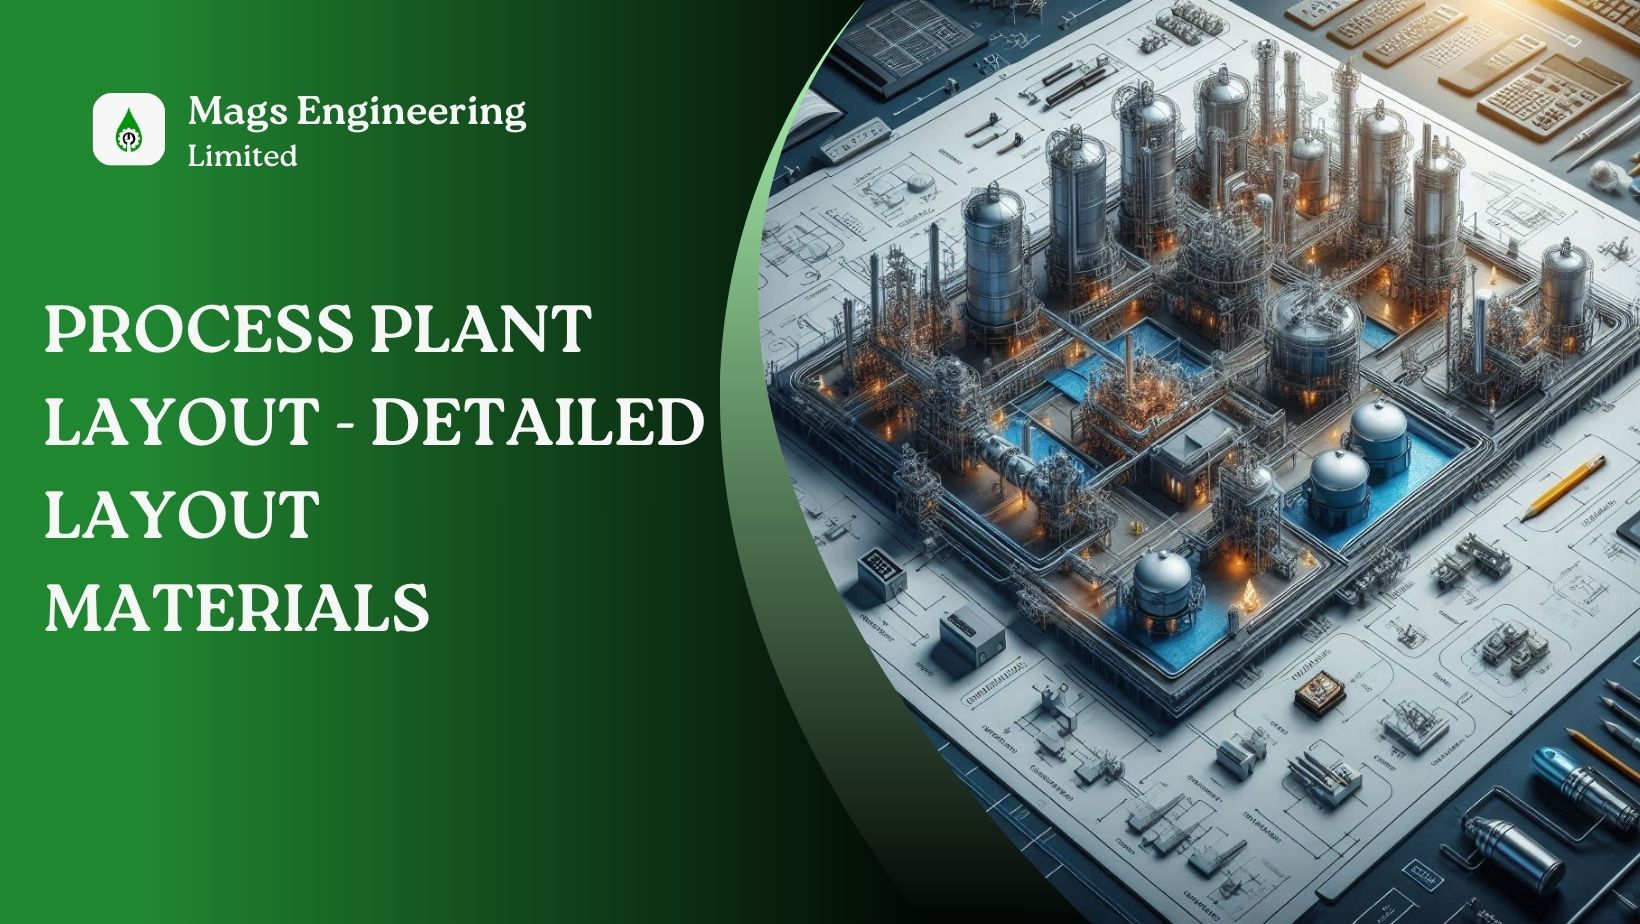 Mags Engineering
Limited
PROCESS PLANT
LAYOUT - DETAILED
LAYOUT
MATERIALS